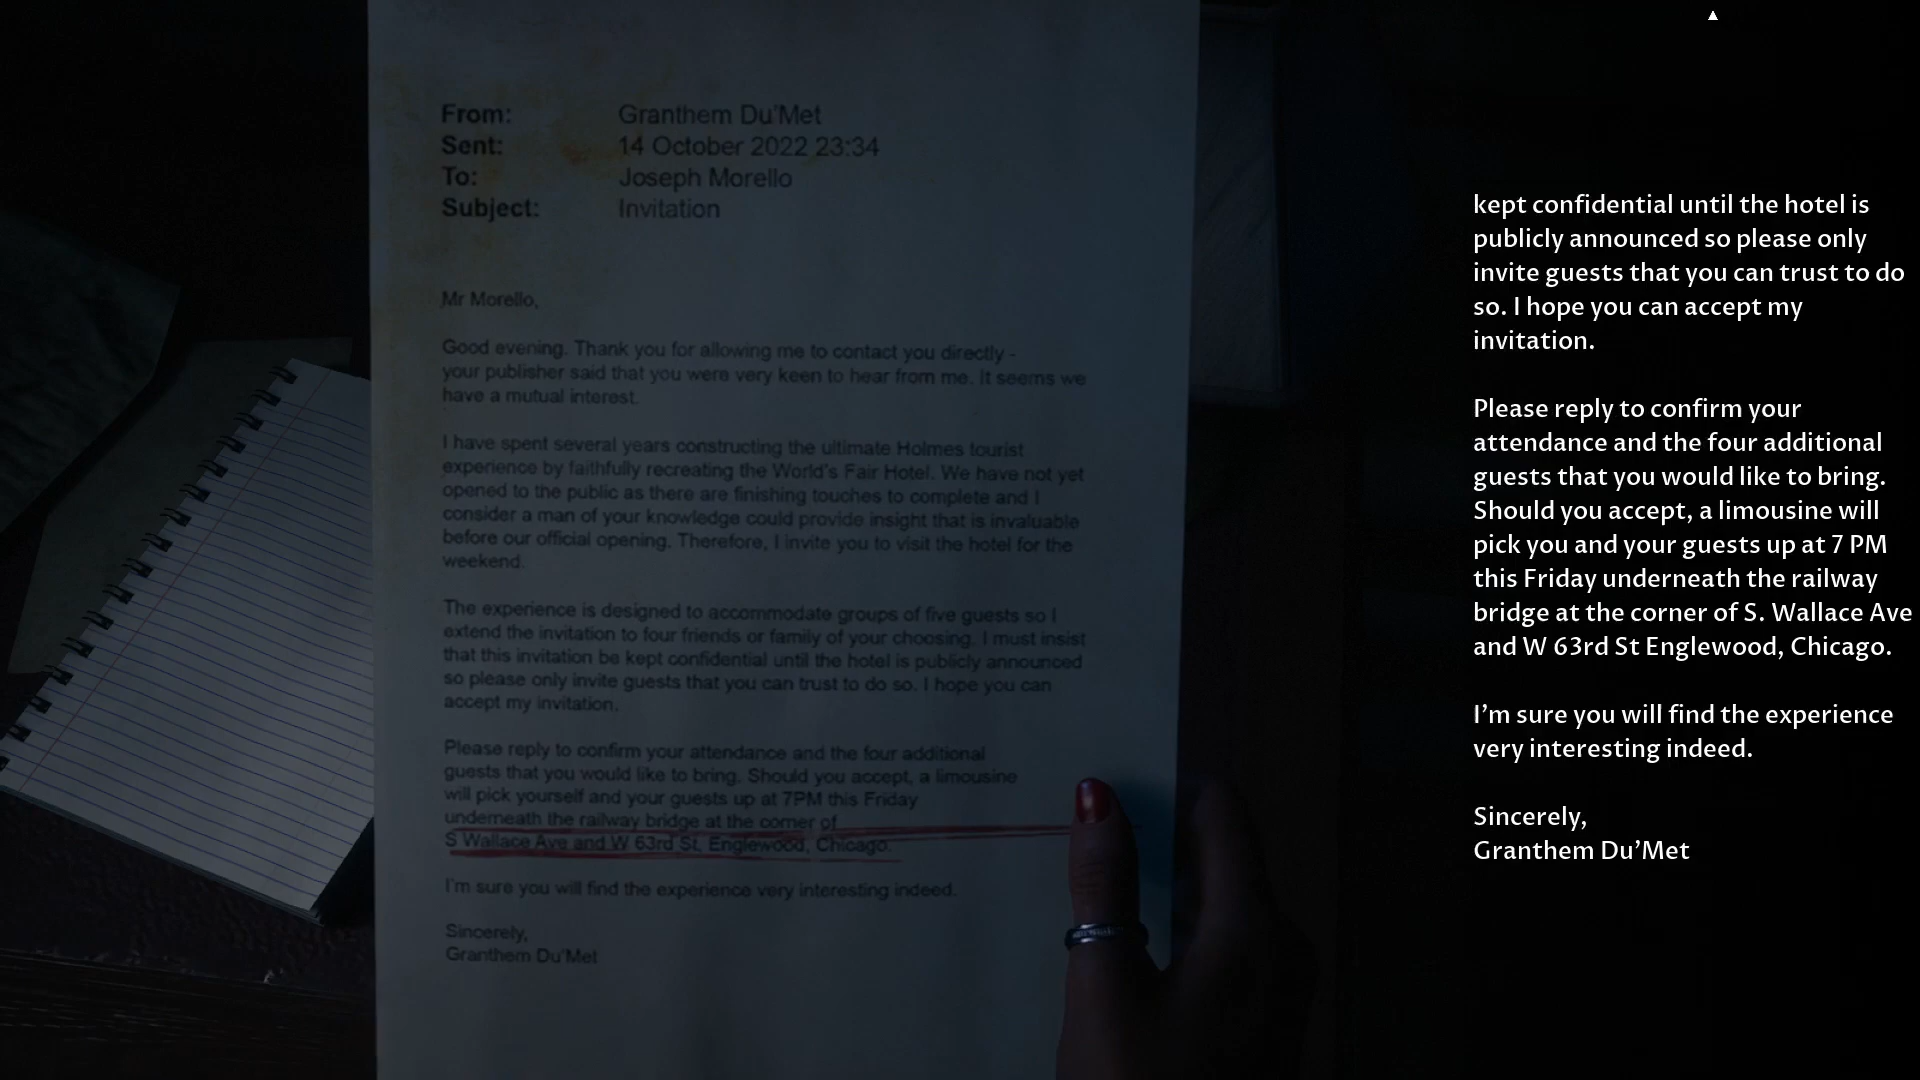 From: Granthem Du'Met
Sent: 14 October 2022 23:34
To: Joseph Morello
Subject: Invitation
Mr Morello,
Good evening. Thank you for allowing me to contact you directly -
your publisher said that you were very keen to hear from me. It seems we
have a mutual interest.
I have spent several years constructing the ultimate Holmes tourist
experience by faithfully recreating the World's Fair Hotel. We have not yet
opened to the public as there are finishing touches to complete and I
consider a man of your knowledge could provide insight that is invaluable
before our official opening. Therefore, I invite you to visit the hotel for the
weekend.
The experience is designed to accommodate groups of five guests so I
extend the invitation to four friends or family of your choosing. I must insist
that this invitation be kept confidential until the hotel is publicly announced
so please only invite guests that you can trust to do so. I hope you can
accept my invitation.
Please reply to confirm your attendance and the four additional
guests that you would like to bring. Should you accept, a limousine
will pick yourself and your guests up at 7PM this Friday
underneath the railway bridge at the corner of
S Wallace Ave and W 63rd St, Englewood, Chicago.
I'm sure you will find the experience very interesting indeed.
Sincerely,
Granthem Du'Met
kept confidential until the hotel is
publicly announced so please only
invite guests that you can trust to do
so. I hope you can accept my
invitation.
Please reply to confirm your
attendance and the four additional
guests that you would like to bring.
Should you accept, a limousine will
pick you and your guests up at 7 PM
this Friday underneath the railway
bridge at the corner of S. Wallace Ave
and W 63rd St Englewood, Chicago.
I'm sure you will find the experience
very interesting indeed.
Sincerely,
Granthem Du'Met